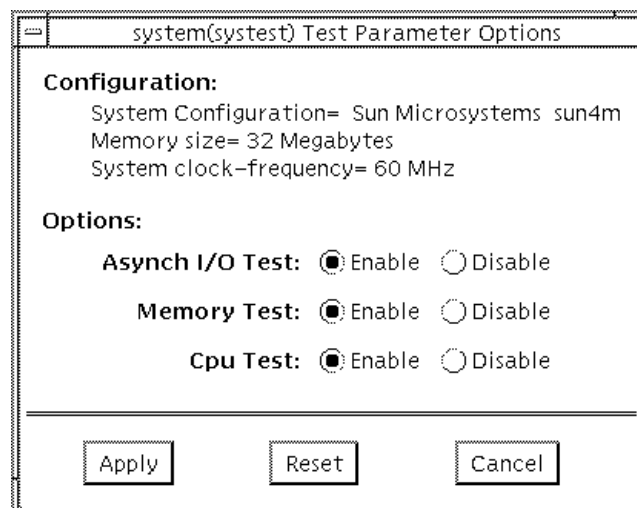 system(systest) Test Parameter Options
Configuration:
System Configuration= Sun Microsystems sun4m
Memory size= 32 Megabytes
System clock-frequency= 60 MHz
Options:
Asynch I/O Test: Enable Disable
Memory Test: Enable Disable
Cpu Test: Enable Disable
Apply Reset Cancel